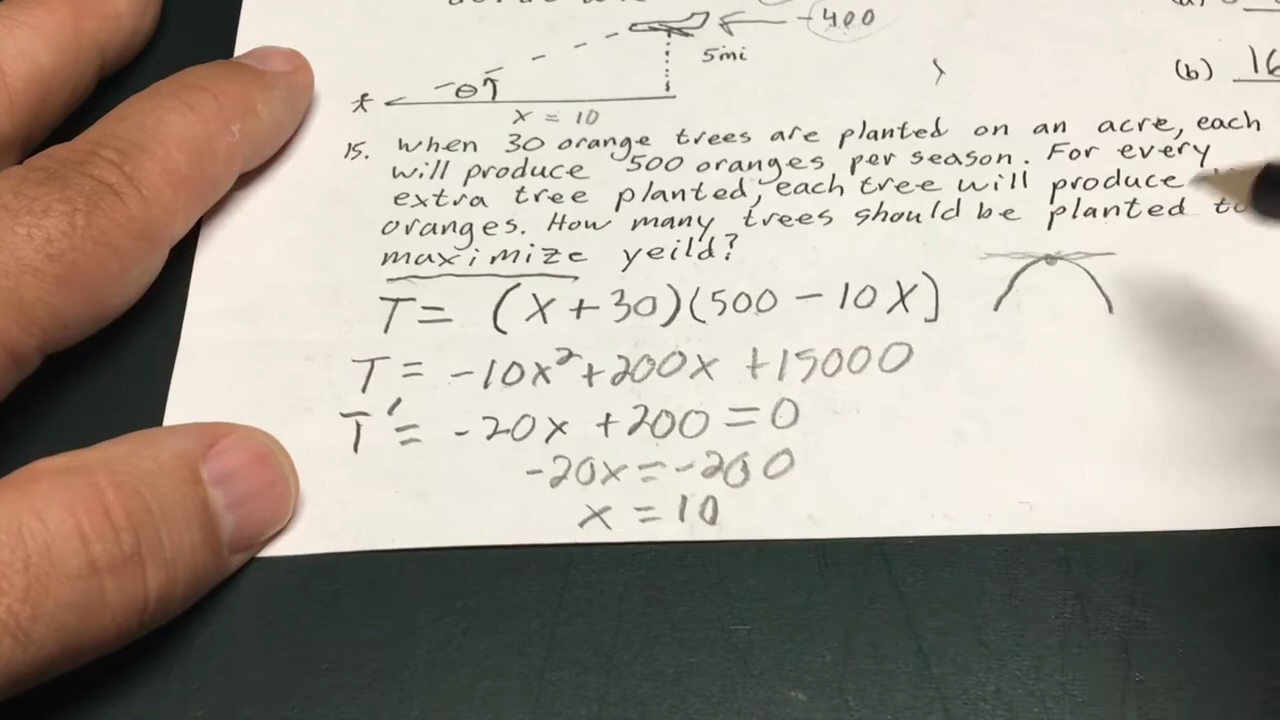 -400
5mi
(b) 16
θ
x = 10
15. When 30 orange trees are planted on an acre, each
will produce 500 oranges per season. For every
extra tree planted, each tree will produce
oranges. How many trees should be planted to
maximize yeild?
T = (x+30)(500 - 10x)
T = -10x²+200x +15000
T' = -20x +200 = 0
-20x = -200
x = 10